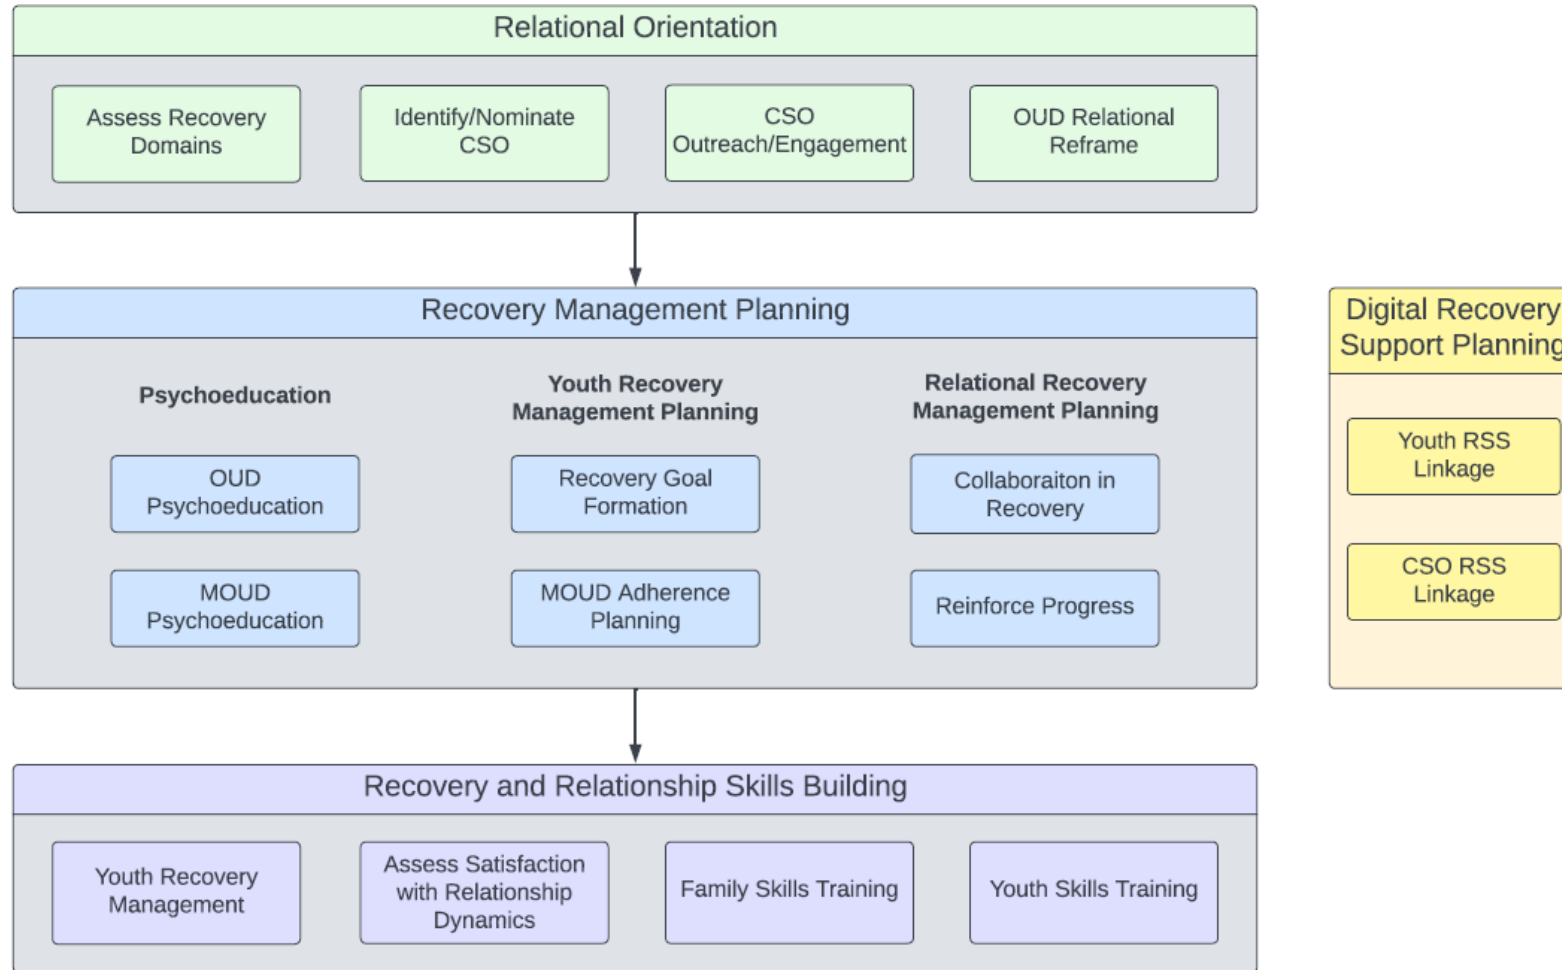 Relational Orientation
Assess Recovery
Domains
Identify/Nominate
CSO
CSO
Outreach/Engagement
OUD Relational
Reframe
Recovery Management Planning
Psychoeducation
OUD
Psychoeducation
MOUD
Psychoeducation
Youth Recovery
Management Planning
Recovery Goal
Formation
MOUD Adherence
Planning
Relational Recovery
Management Planning
Collaboraiton in
Recovery
Reinforce Progress
Digital Recovery
Support Planning
Youth RSS
Linkage
CSO RSS
Linkage
Recovery and Relationship Skills Building
Youth Recovery
Management
Assess Satisfaction
with Relationship
Dynamics
Family Skills Training
Youth Skills Training